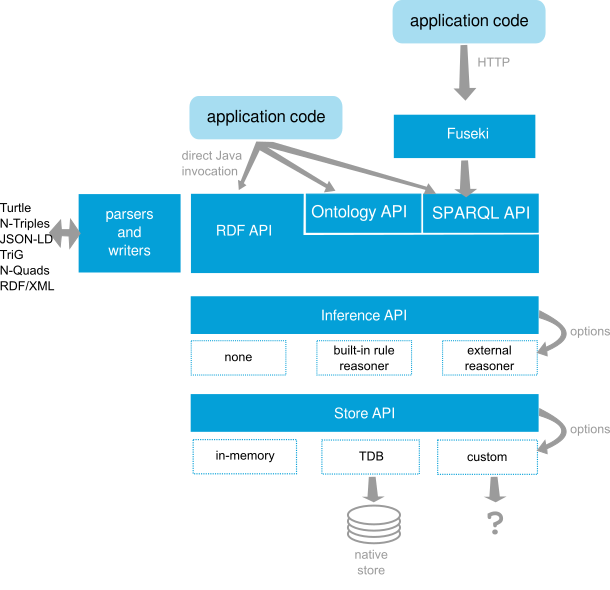 application code
HTTP
application code
Fuseki
direct Java
invocation
Turtle
N-Triples
JSON-LD
TriG
N-Quads
RDF/XML
parsers
and
writers
RDF API
Ontology API
SPARQL API
Inference API
options
none
built-in rule
reasoner
external
reasoner
Store API
options
in-memory
TDB
custom
?
native
store